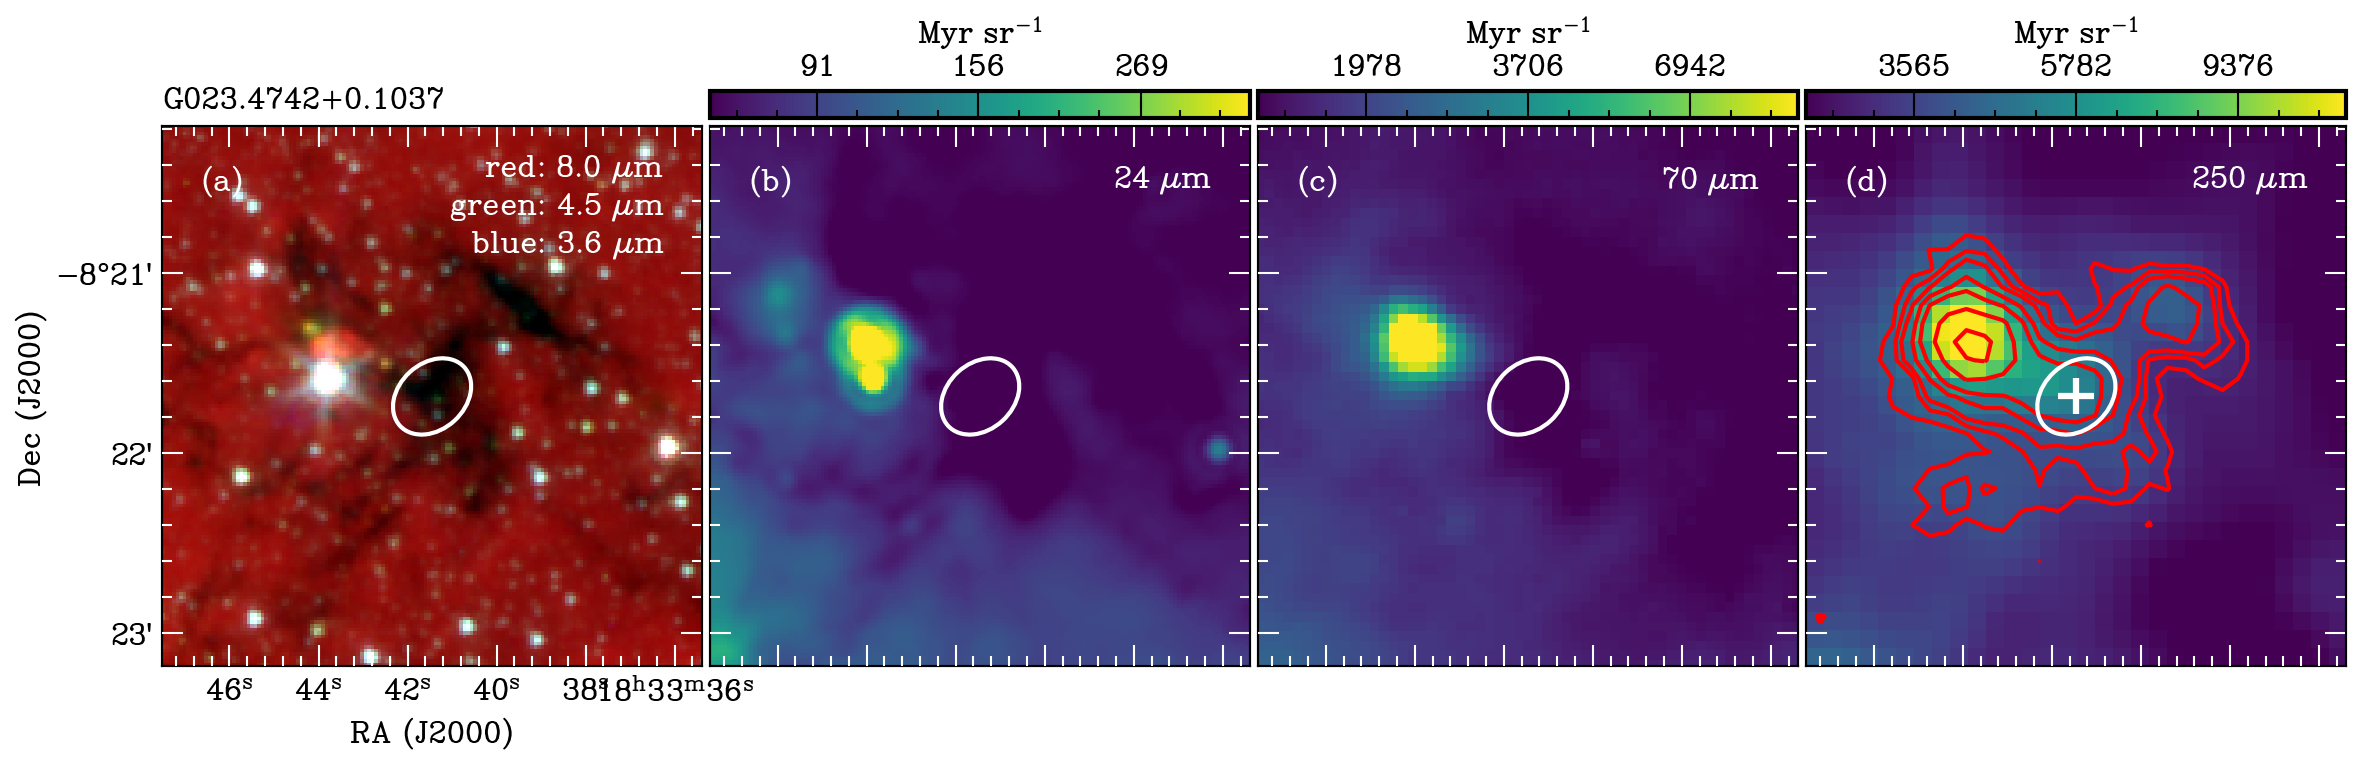 Myr sr⁻¹
91 156 269
Myr sr⁻¹
1978 3706 6942
Myr sr⁻¹
3565 5782 9376
G023.4742+0.1037
(a)
red: 8.0 μm
green: 4.5 μm
blue: 3.6 μm
(b)
24 μm
(c)
70 μm
(d)
250 μm
−8°21'
22'
23'
Dec (J2000)
46ˢ 44ˢ 42ˢ 40ˢ 38ˢ 18ʰ33ᵐ36ˢ
RA (J2000)